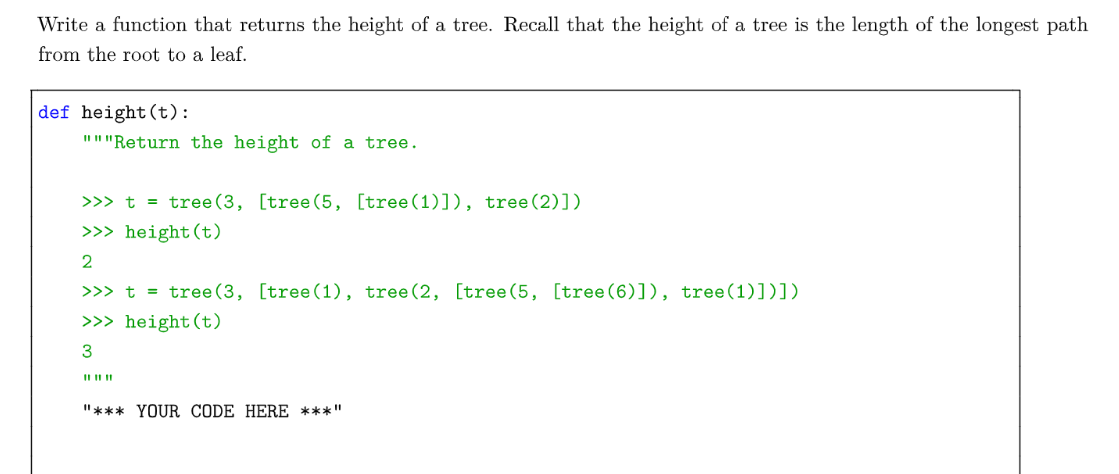 Write a function that returns the height of a tree. Recall that the height of a tree is the length of the longest path
from the root to a leaf.
def height(t):
    """Return the height of a tree.
    >>> t = tree(3, [tree(5, [tree(1)]), tree(2)])
    >>> height(t)
    2
    >>> t = tree(3, [tree(1), tree(2, [tree(5, [tree(6)]), tree(1)])])
    >>> height(t)
    3
    """
    "*** YOUR CODE HERE ***"